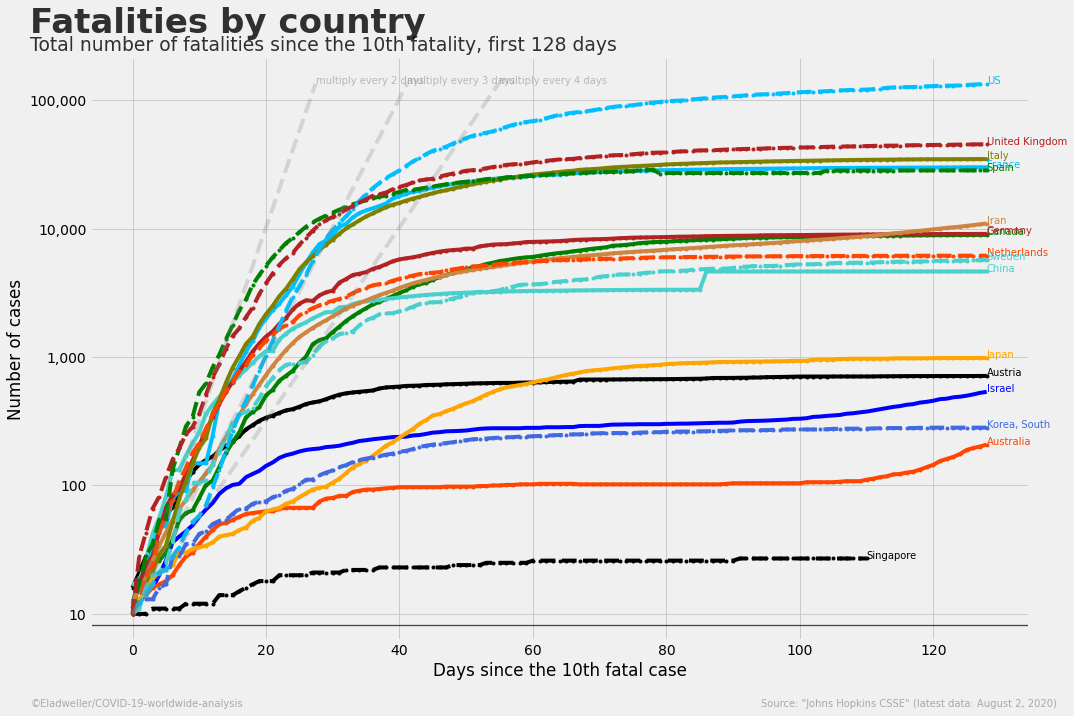 Fatalities by country
Total number of fatalities since the 10th fatality, first 128 days
multiply every 2 days
multiply every 3 days
multiply every 4 days
US
100,000
United Kingdom
Italy
France
Spain
Iran
10,000
Germany
Canada
Netherlands
Sweden
China
Number of cases
1,000
Japan
Austria
Israel
Korea, South
Australia
100
Singapore
10
0 20 40 60 80 100 120
Days since the 10th fatal case
©Eladweller/COVID-19-worldwide-analysis
Source: "Johns Hopkins CSSE" (latest data: August 2, 2020)